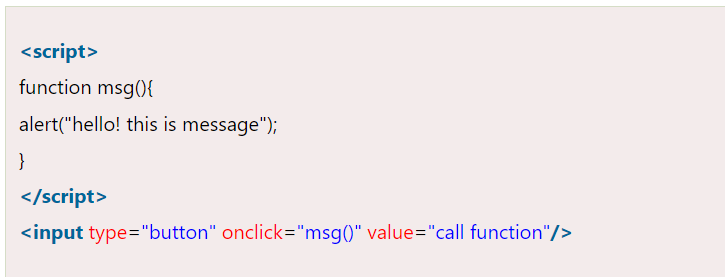 <script>
function msg(){
alert("hello! this is message");
}
</script>
<input type="button" onclick="msg()" value="call function"/>